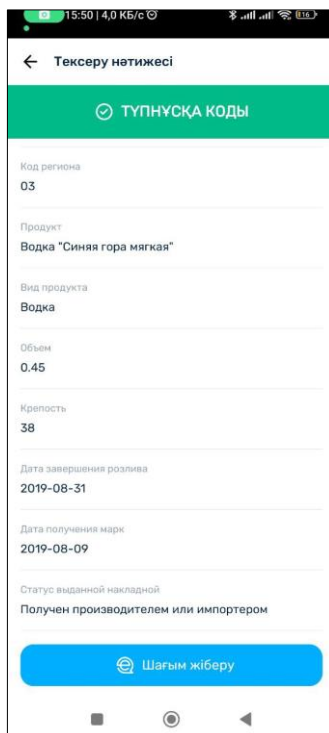 15:50 | 4,0 КБ/с
16
Тексеру нәтижесі
ТҮПНҰСҚА КОДЫ
Код региона
03
Продукт
Водка "Синяя гора мягкая"
Вид продукта
Водка
Объем
0.45
Крепость
38
Дата завершения розлива
2019-08-31
Дата получения марк
2019-08-09
Статус выданной накладной
Получен производителем или импортером
Шағым жіберу